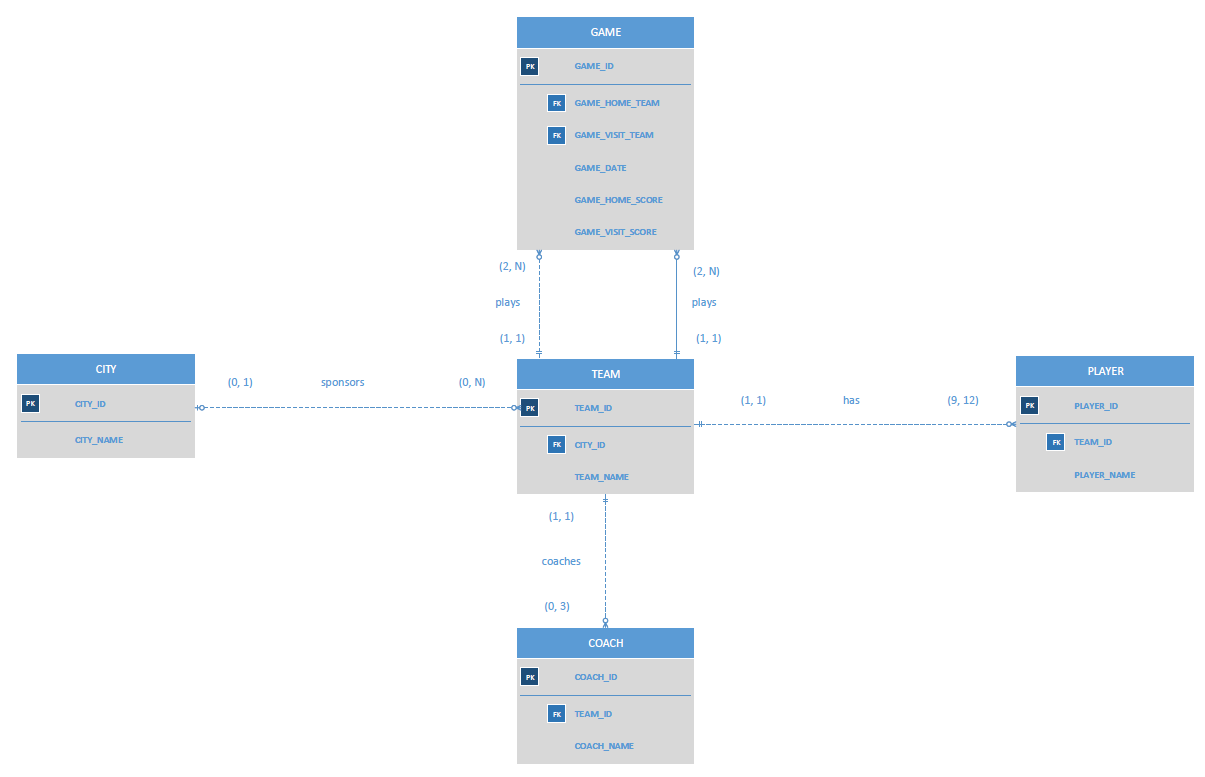 GAME
PK GAME_ID
FK GAME_HOME_TEAM
FK GAME_VISIT_TEAM
GAME_DATE
GAME_HOME_SCORE
GAME_VISIT_SCORE
(2, N) (2, N)
plays plays
(1, 1) (1, 1)
CITY
PK CITY_ID
CITY_NAME
(0, 1) sponsors (0, N)
TEAM
PK TEAM_ID
FK CITY_ID
TEAM_NAME
(1, 1) has (9, 12)
PLAYER
PK PLAYER_ID
FK TEAM_ID
PLAYER_NAME
(1, 1)
coaches
(0, 3)
COACH
PK COACH_ID
FK TEAM_ID
COACH_NAME